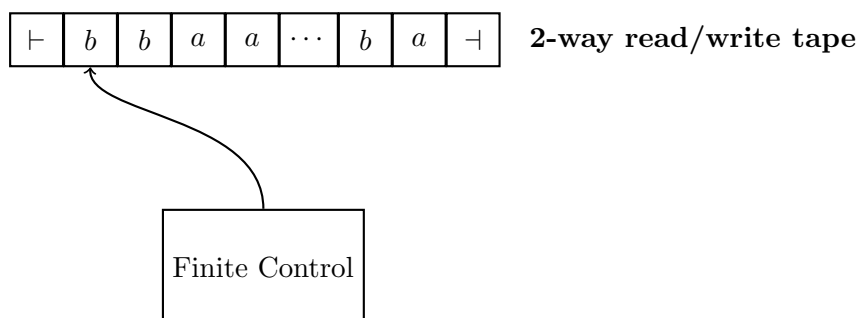 ⊢ b b a a ⋯ b a ⊣ 2-way read/write tape
Finite Control